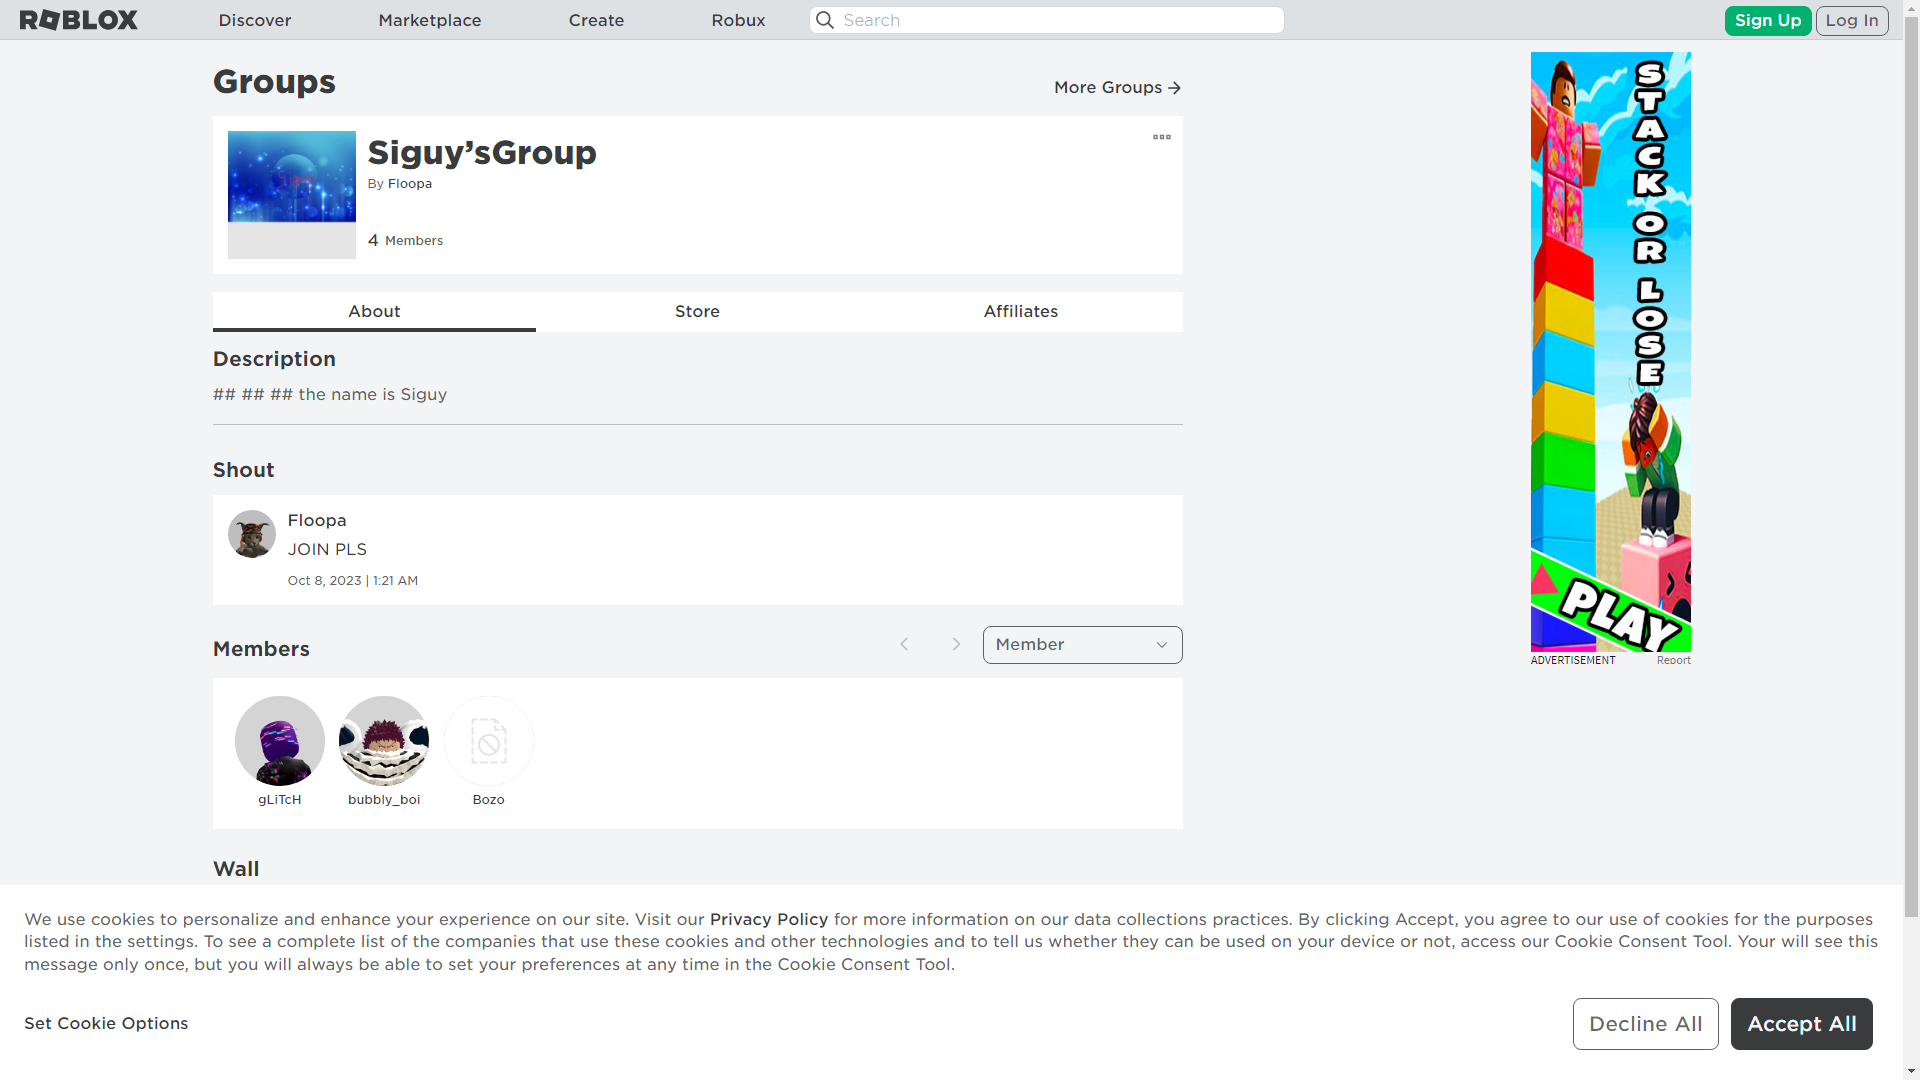 ROBLOX
Discover
Marketplace
Create
Robux
Search
Sign Up
Log In
Groups
More Groups
Siguy’sGroup
By Floopa
4 Members
About
Store
Affiliates
Description
## ## ## the name is Siguy
Shout
Floopa
JOIN PLS
Oct 8, 2023 | 1:21 AM
Members
Member
gLiTcH
bubbly_boi
Bozo
Wall
STACK OR LOSE
PLAY
ADVERTISEMENT
Report
We use cookies to personalize and enhance your experience on our site. Visit our Privacy Policy for more information on our data collections practices. By clicking Accept, you agree to our use of cookies for the purposes
listed in the settings. To see a complete list of the companies that use these cookies and other technologies and to tell us whether they can be used on your device or not, access our Cookie Consent Tool. Your will see this
message only once, but you will always be able to set your preferences at any time in the Cookie Consent Tool.
Set Cookie Options
Decline All
Accept All